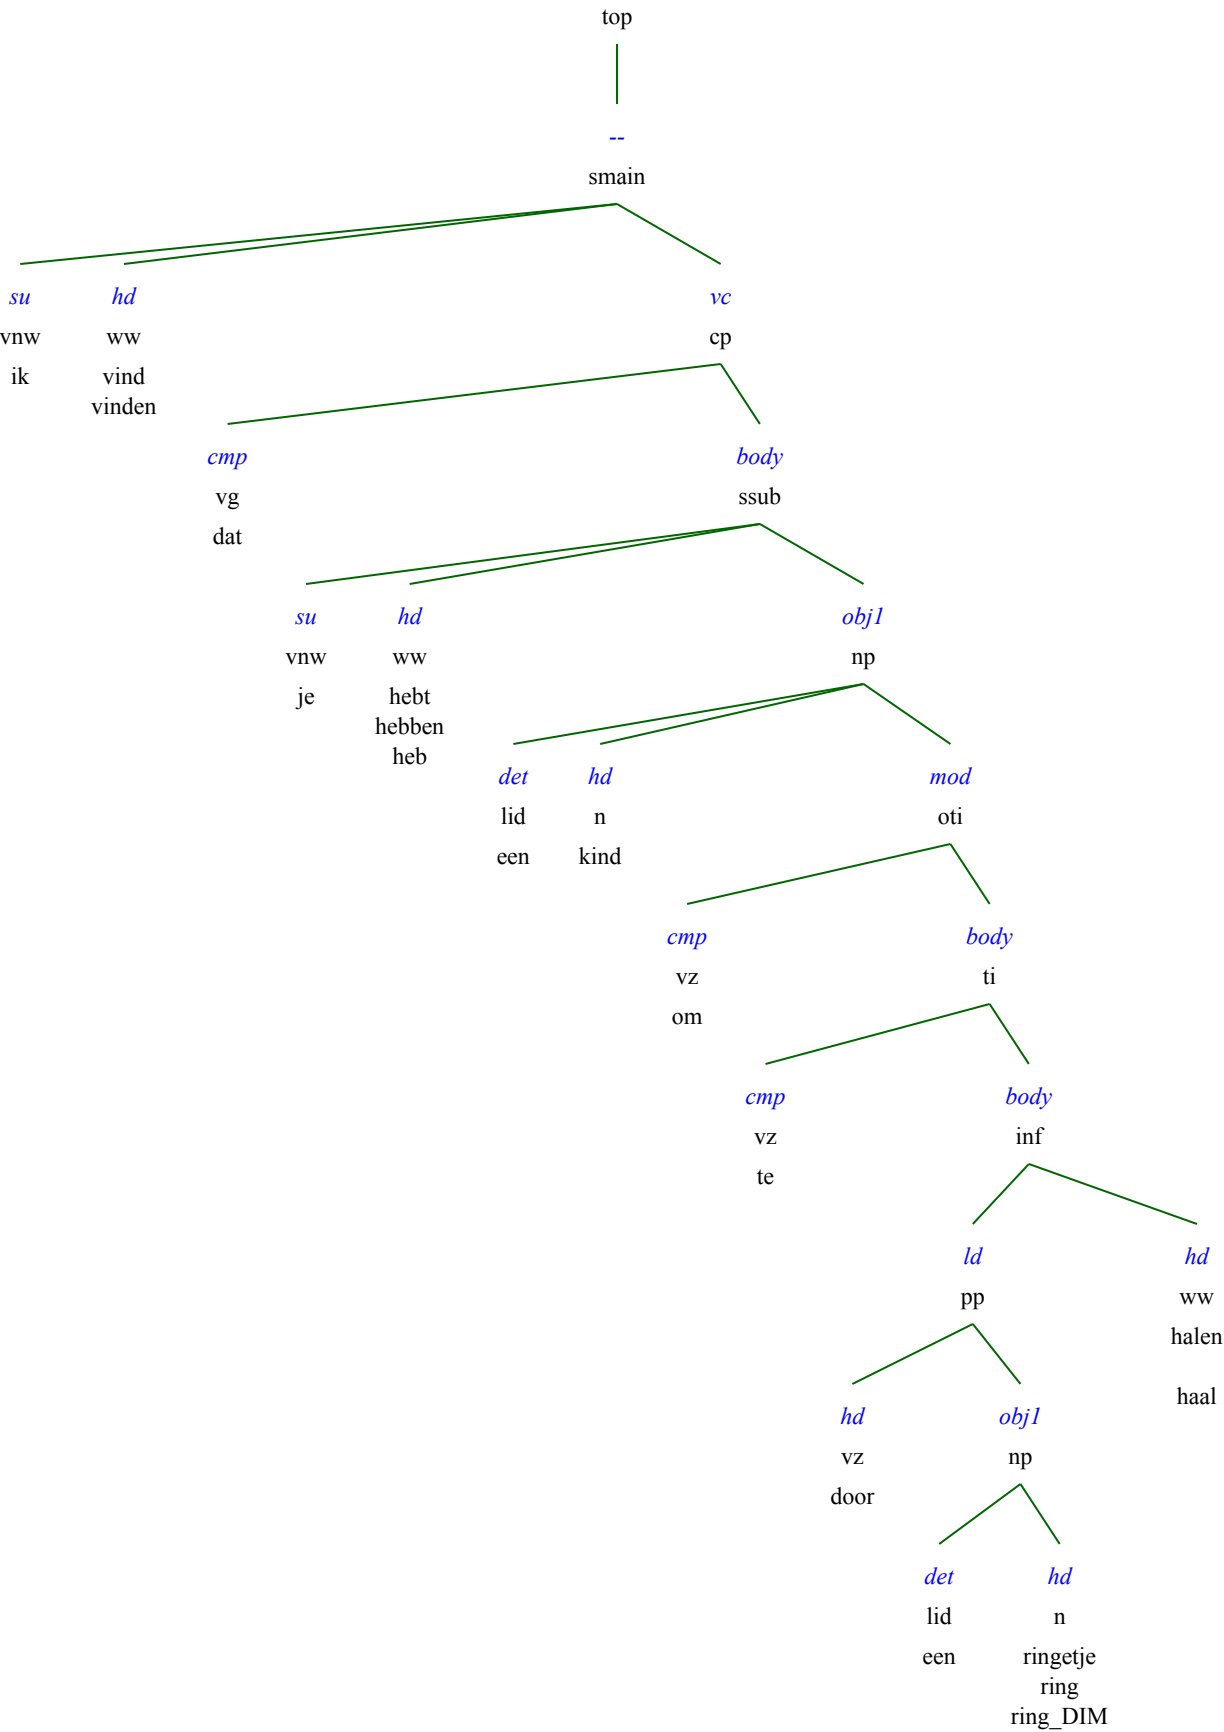 top
--
smain
su hd vc
vnw ww cp
ik vind
vinden
cmp body
vg ssub
dat
su hd obj1
vnw ww np
je hebt
hebben
heb
det hd mod
lid n oti
een kind
cmp body
vz ti
om
cmp body
vz inf
te
ld hd
pp ww
halen
haal
hd obj1
vz np
door
det hd
lid n
een ringetje
ring
ring_DIM